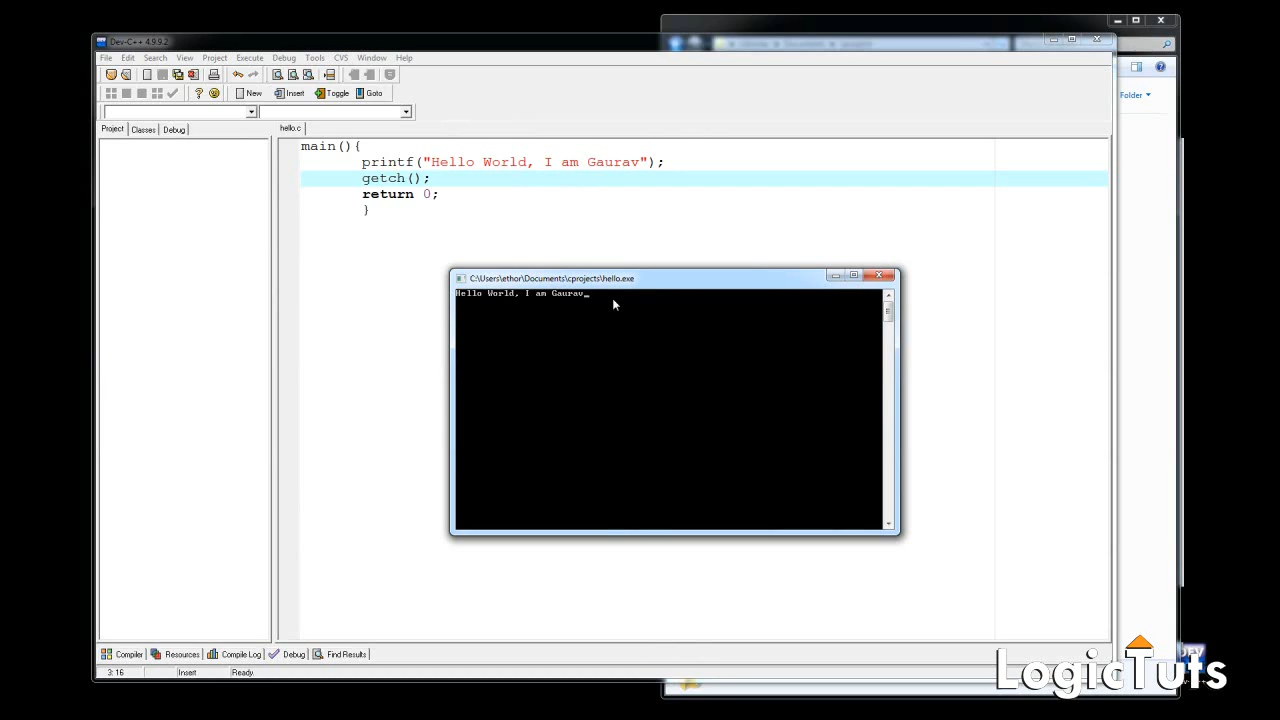 Dev-C++ 4.9.9.2
File Edit Search View Project Execute Debug Tools CVS Window Help
New Insert Toggle Goto
Project Classes Debug
hello.c
main(){
printf("Hello World, I am Gaurav");
getch();
return 0;
}
C:\Users\ethor\Documents\cprojects\hello.exe
Hello World, I am Gaurav_
Folder
Compiler Resources Compile Log Debug Find Results
3: 16 Insert Ready.
LogicTuts
DEV